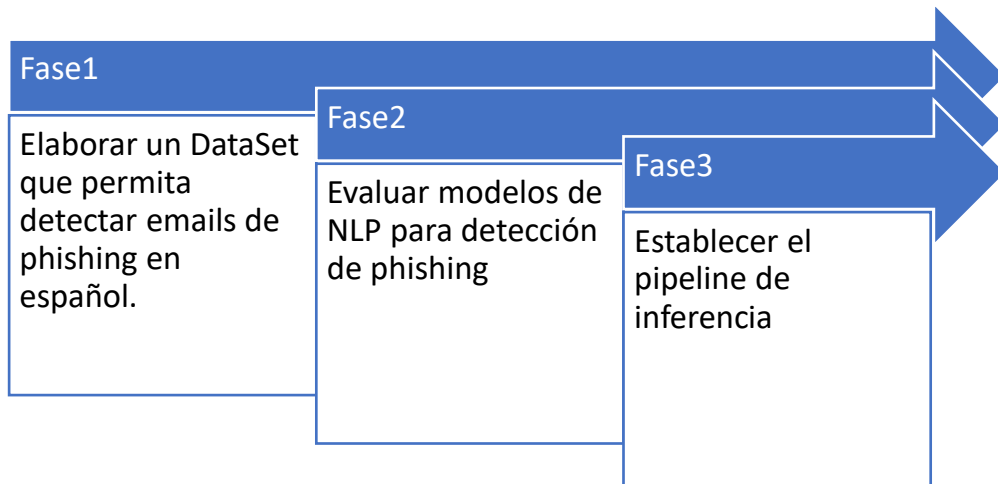 Fase1
Elaborar un DataSet
que permita
detectar emails de
phishing en
español.
Fase2
Evaluar modelos de
NLP para detección
de phishing
Fase3
Establecer el
pipeline de
inferencia